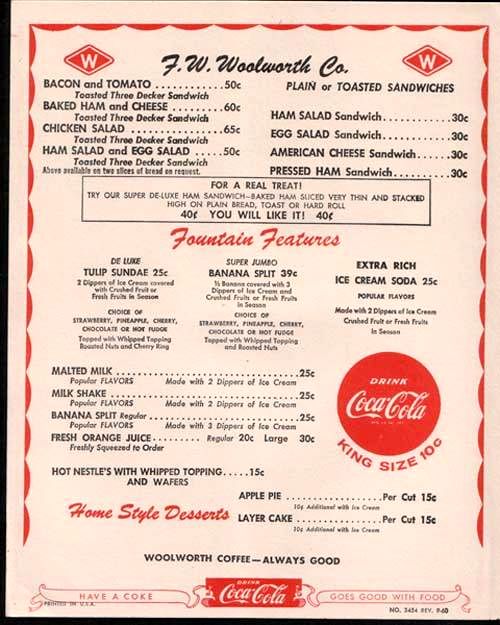 W
F. W. Woolworth Co.
W
BACON and TOMATO ............50c
Toasted Three Decker Sandwich
BAKED HAM and CHEESE .........60c
Toasted Three Decker Sandwich
CHICKEN SALAD ................65c
Toasted Three Decker Sandwich
HAM SALAD and EGG SALAD .....50c
Toasted Three Decker Sandwich
Above available on two slices of bread on request.
PLAIN or TOASTED SANDWICHES
HAM SALAD Sandwich.............30c
EGG SALAD Sandwich.............30c
AMERICAN CHEESE Sandwich......30c
PRESSED HAM Sandwich..........30c
FOR A REAL TREAT!
TRY OUR SUPER DE-LUXE HAM SANDWICH—BAKED HAM SLICED VERY THIN AND STACKED
HIGH ON PLAIN BREAD, TOAST OR HARD ROLL
40¢ YOU WILL LIKE IT! 40¢
Fountain Features
DE LUXE
TULIP SUNDAE 25c
2 Dippers of Ice Cream covered
with Crushed Fruit or
Fresh Fruits in Season
CHOICE OF
STRAWBERRY, PINEAPPLE, CHERRY,
CHOCOLATE OR HOT FUDGE
Topped with Whipped Topping
Roasted Nuts and Cherry Ring
SUPER JUMBO
BANANA SPLIT 39c
½ Banana covered with 3
Dippers of Ice Cream and
Crushed Fruits or Fresh Fruits
in Season
CHOICE OF
STRAWBERRY, PINEAPPLE, CHERRY,
CHOCOLATE OR HOT FUDGE
Topped with Whipped Topping
and Roasted Nuts
EXTRA RICH
ICE CREAM SODA 25c
POPULAR FLAVORS
Made with 2 Dippers of Ice Cream
Crushed Fruit or Fresh Fruits
In Season
MALTED MILK ...............................25c
Popular FLAVORS Made with 2 Dippers of Ice Cream
MILK SHAKE ................................25c
Popular FLAVORS Made with 2 Dippers of Ice Cream
BANANA SPLIT Regular ......................25c
Popular FLAVORS Made with 3 Dippers of Ice Cream
FRESH ORANGE JUICE........... Regular 20c Large 30c
Freshly Squeezed to Order
DRINK
Coca-Cola
KING SIZE 10c
HOT NESTLE'S WITH WHIPPED TOPPING.....15c
AND WAFERS
Home Style Desserts
APPLE PIE ....................Per Cut 15c
10¢ Additional with Ice Cream
LAYER CAKE ...................Per Cut 15c
10¢ Additional with Ice Cream
WOOLWORTH COFFEE—ALWAYS GOOD
HAVE A COKE
DRINK
Coca-Cola
GOES GOOD WITH FOOD
PRINTED IN U.S.A.
NO. 3454 REV. 9-60